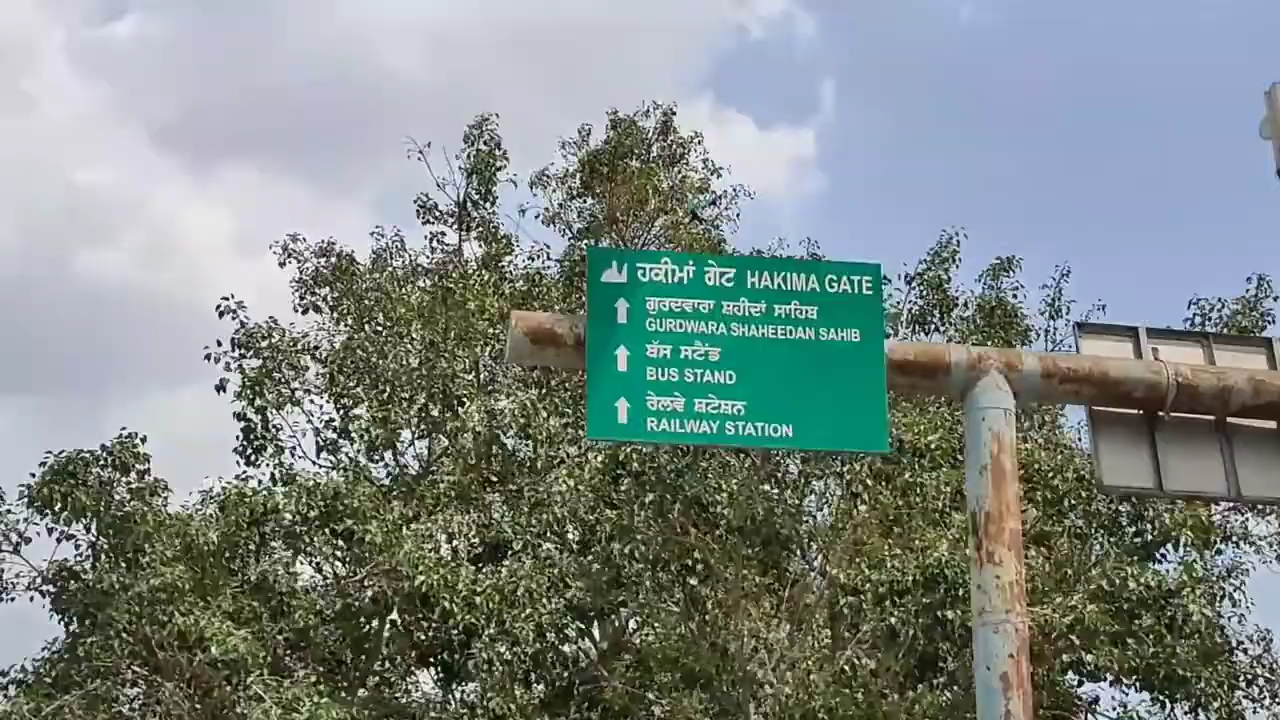 ਹਕੀਮਾਂ ਗੇਟ HAKIMA GATE
ਗੁਰਦਵਾਰਾ ਸ਼ਹੀਦਾਂ ਸਾਹਿਬ
GURDWARA SHAHEEDAN SAHIB
ਬੱਸ ਸਟੈਂਡ
BUS STAND
ਰੇਲਵੇ ਸ਼ਟੇਸ਼ਨ
RAILWAY STATION